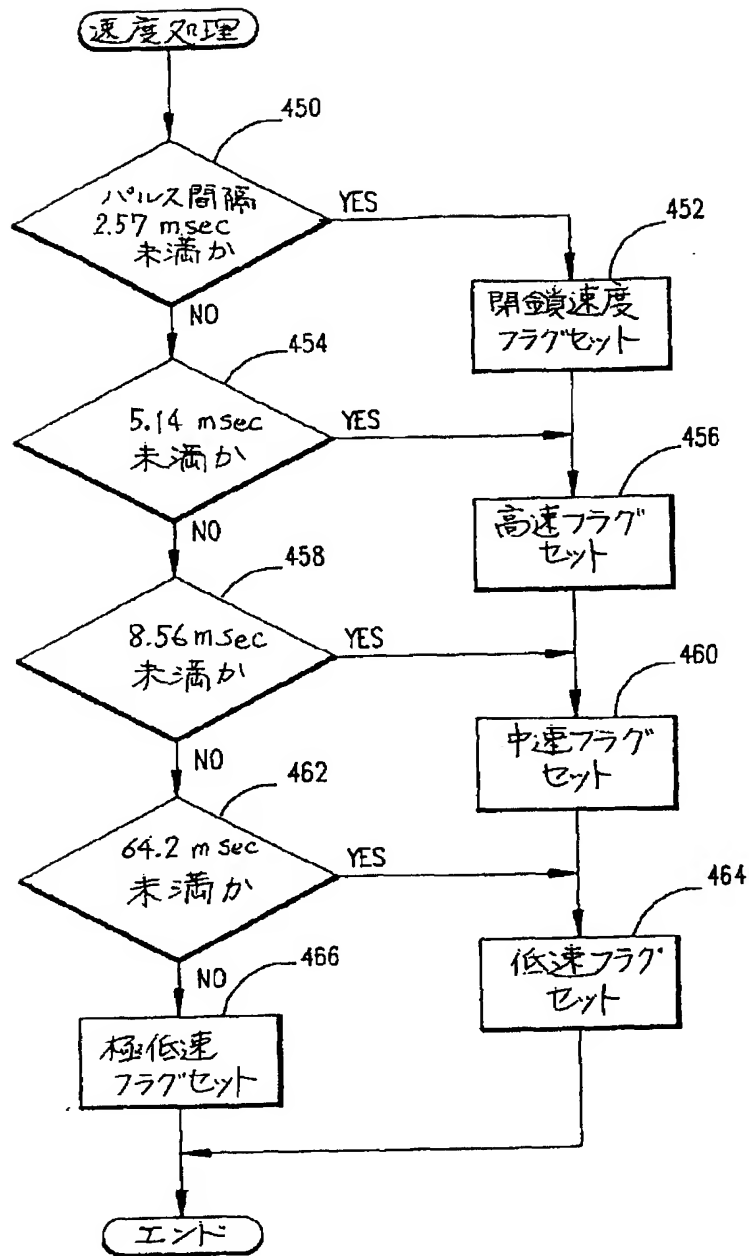 速度処理
450
パルス間隔
2.57 msec
未満か
YES
452
閉鎖速度
フラグセット
NO
454
5.14 msec
未満か
YES
456
高速フラグ
セット
NO
458
8.56 msec
未満か
YES
460
中速フラグ
セット
NO
462
64.2 msec
未満か
YES
464
低速フラグ
セット
NO
466
極低速
フラグセット
エンド